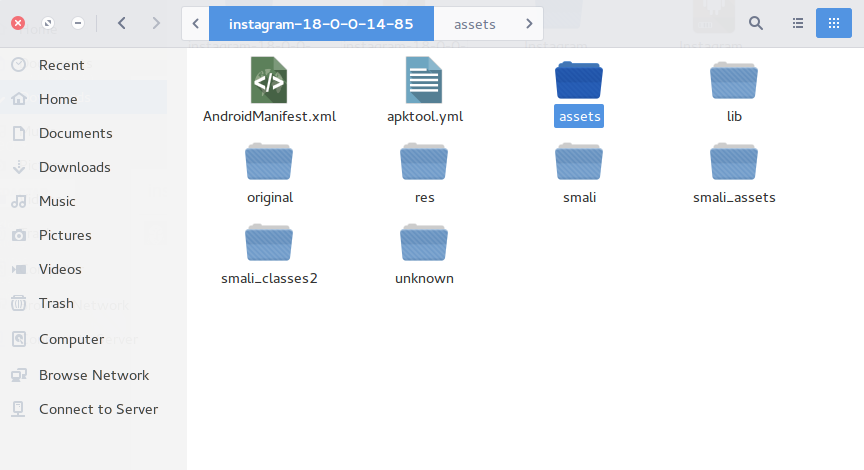 instagram-18-0-0-14-85 assets
Recent
Home
Documents
Downloads
Music
Pictures
Videos
Trash
Computer
Browse Network
Connect to Server
AndroidManifest.xml apktool.yml assets lib
original res smali smali_assets
smali_classes2 unknown